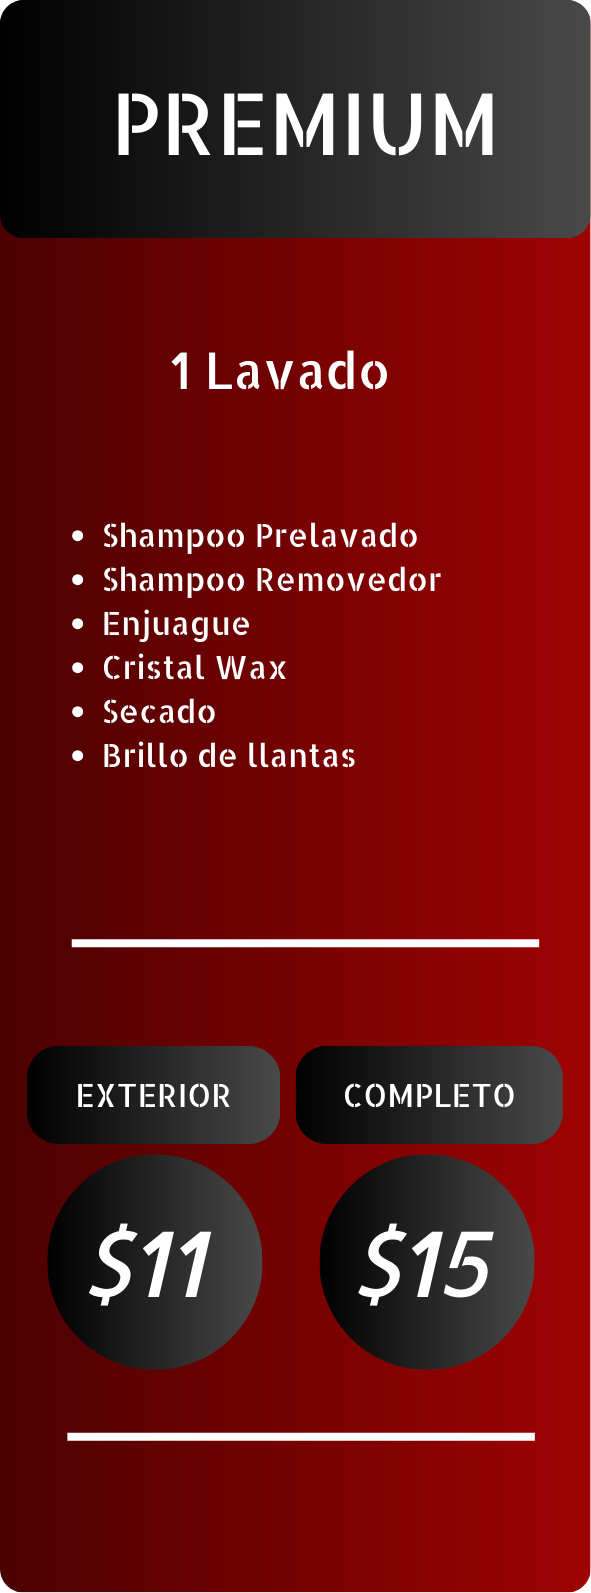 PREMIUM
1 Lavado
• Shampoo Prelavado
• Shampoo Removedor
• Enjuague
• Cristal Wax
• Secado
• Brillo de llantas
EXTERIOR COMPLETO
$11 $15